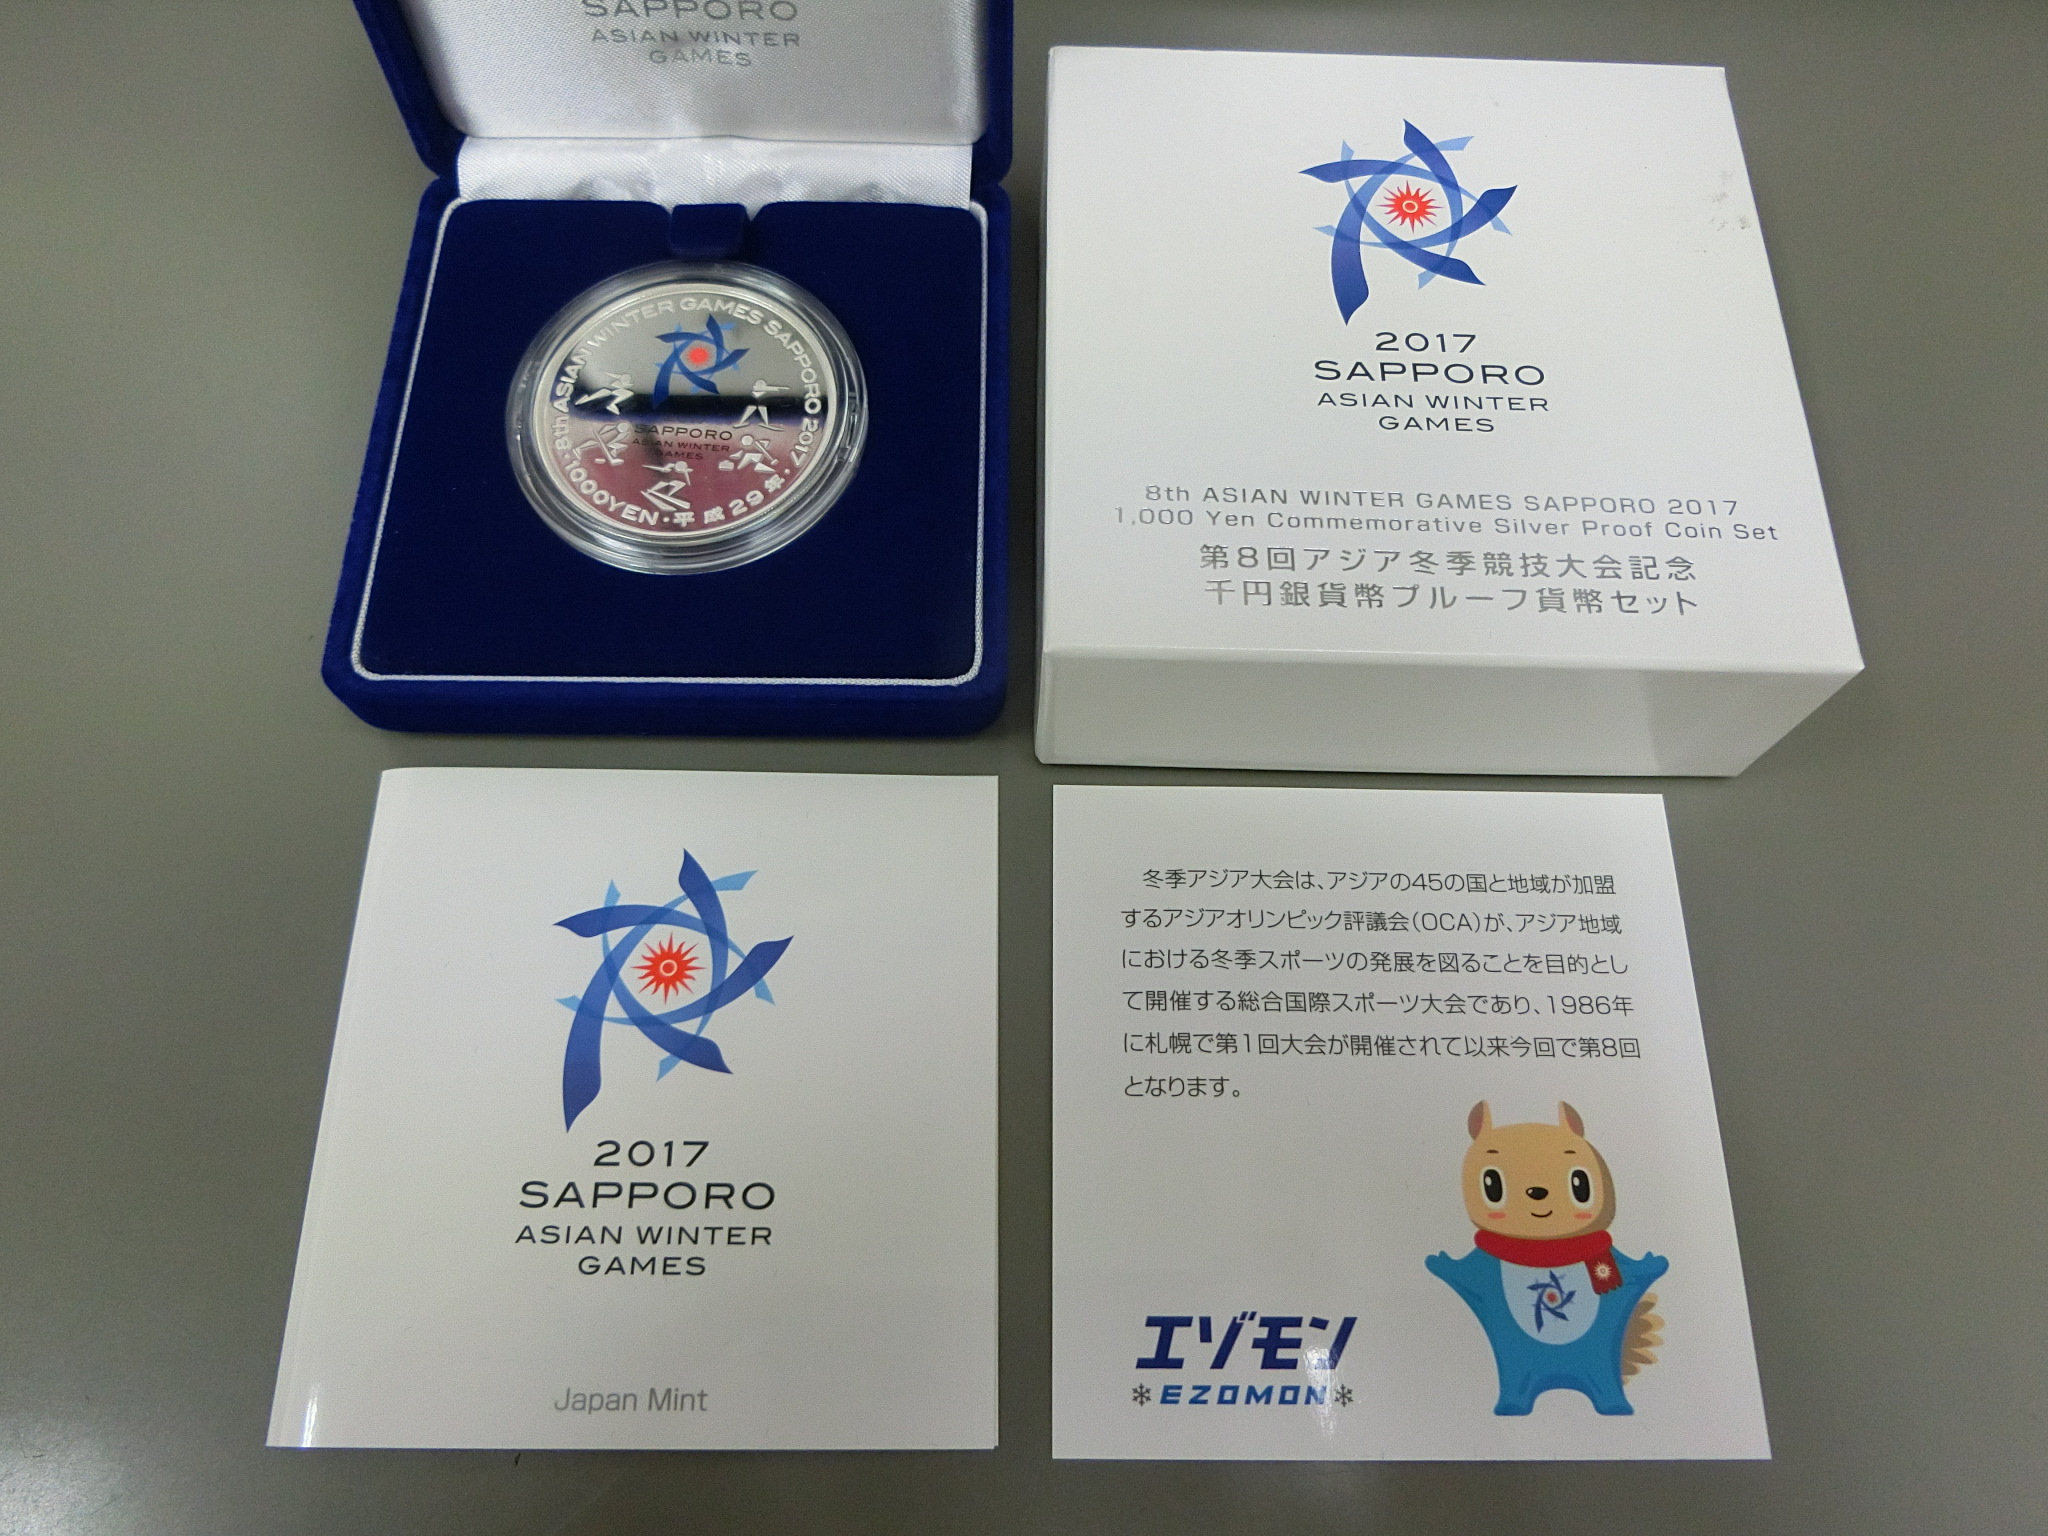 SAPPORO
ASIAN WINTER
GAMES
8th ASIAN WINTER GAMES SAPPORO 2017
SAPPORO
ASIAN WINTER
GAMES
1000YEN・平成29年
2017
SAPPORO
ASIAN WINTER
GAMES
8th ASIAN WINTER GAMES SAPPORO 2017
1,000 Yen Commemorative Silver Proof Coin Set
第8回アジア冬季競技大会記念
千円銀貨幣プルーフ貨幣セット
2017
SAPPORO
ASIAN WINTER
GAMES
Japan Mint
冬季アジア大会は、アジアの45の国と地域が加盟
するアジアオリンピック評議会(OCA)が、アジア地域
における冬季スポーツの発展を図ることを目的とし
て開催する総合国際スポーツ大会であり、1986年
に札幌で第1回大会が開催されて以来今回で第8回
となります。
エゾモン
EZOMON